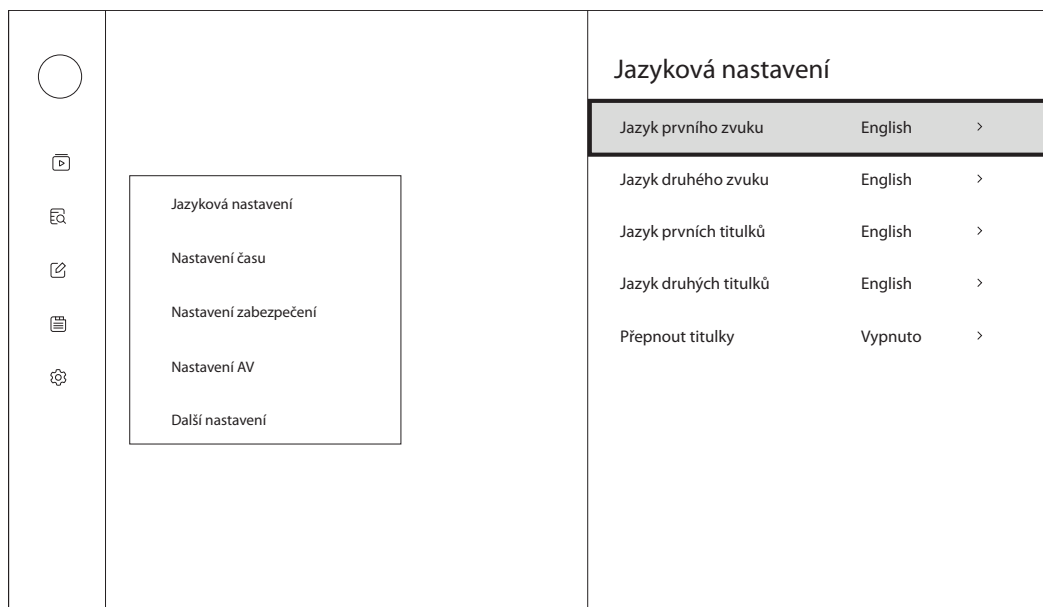 Jazyková nastavení
Nastavení času
Nastavení zabezpečení
Nastavení AV
Další nastavení
Jazyková nastavení
Jazyk prvního zvuku English >
Jazyk druhého zvuku English >
Jazyk prvních titulků English >
Jazyk druhých titulků English >
Přepnout titulky Vypnuto >